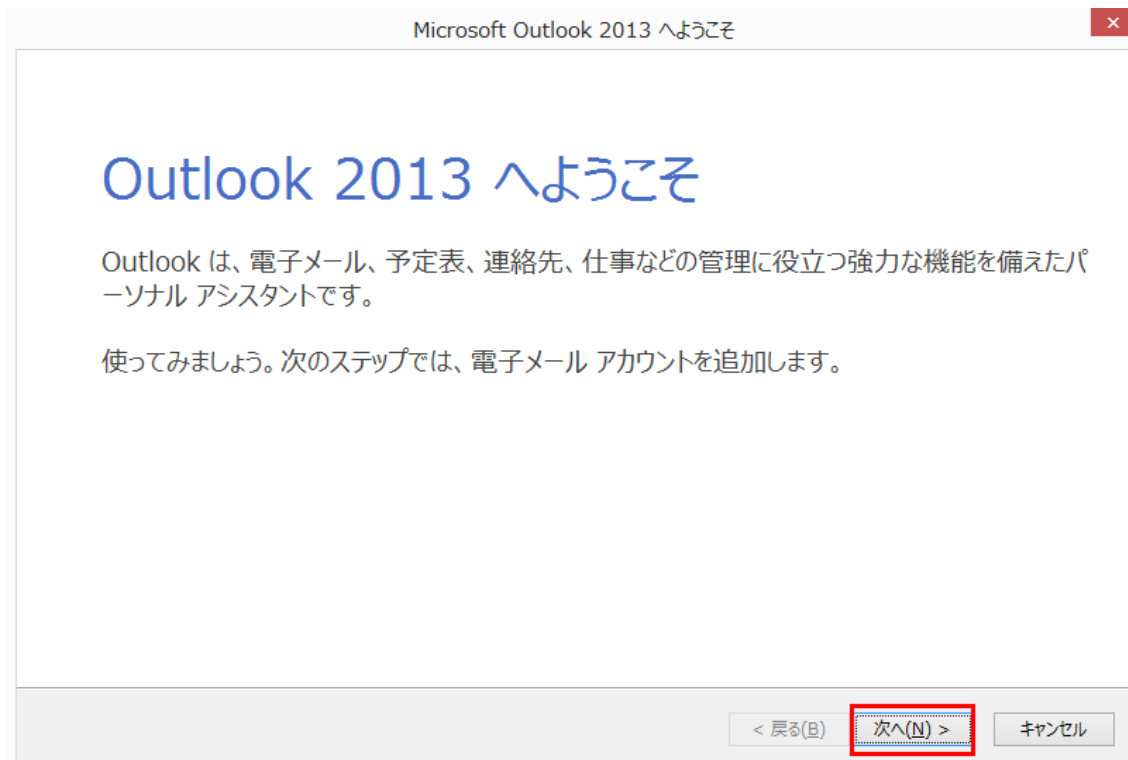 Microsoft Outlook 2013 へようこそ
Outlook 2013 へようこそ
Outlook は、電子メール、予定表、連絡先、仕事などの管理に役立つ強力な機能を備えたパ
ーソナル アシスタントです。
使ってみましょう。次のステップでは、電子メール アカウントを追加します。
< 戻る(B) 次へ(N) > キャンセル